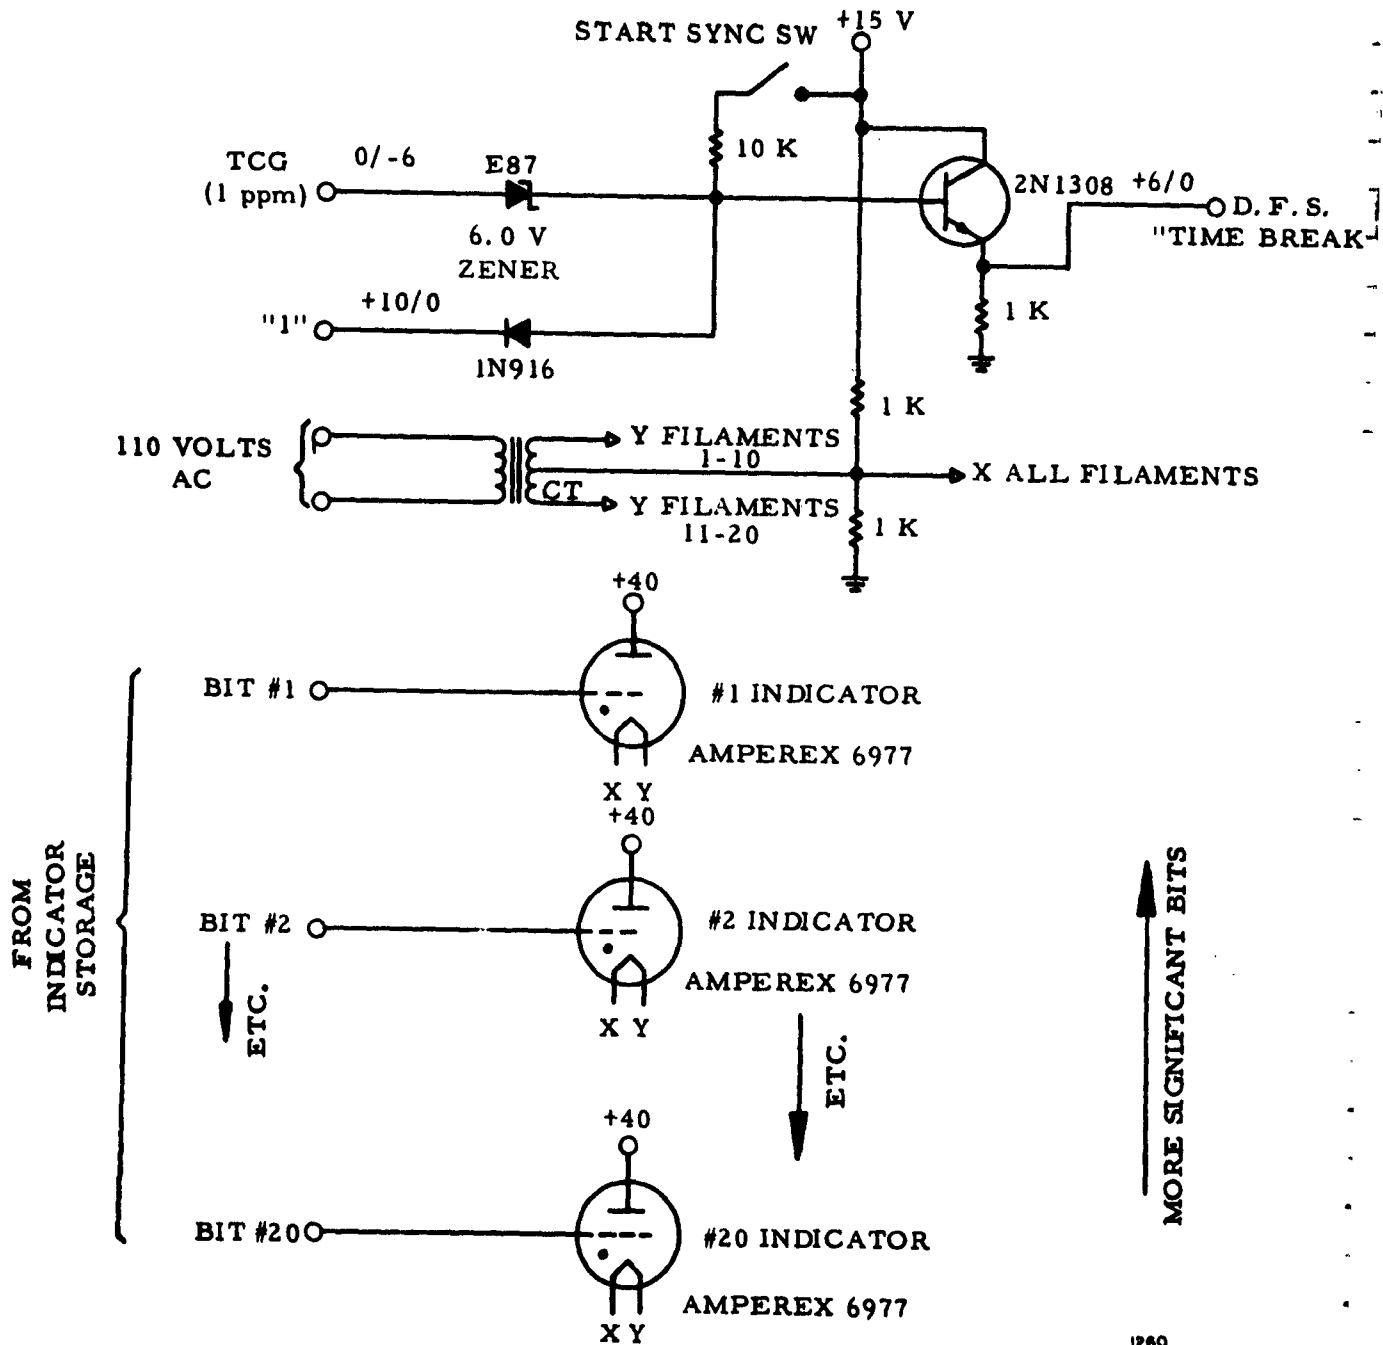 START SYNC SW
+15 V
TCG
(1 ppm)
0/-6
E87
6.0 V
ZENER
10 K
2N1308
+6/0
D. F. S.
"TIME BREAK
"1"
+10/0
1N916
1 K
1 K
110 VOLTS
AC
Y FILAMENTS
1-10
X ALL FILAMENTS
CT
Y FILAMENTS
11-20
1 K
+40
BIT #1
#1 INDICATOR
AMPEREX 6977
X Y
+40
BIT #2
#2 INDICATOR
AMPEREX 6977
X Y
ETC.
ETC.
FROM
INDICATOR
STORAGE
MORE SIGNIFICANT BITS
+40
BIT #20
#20 INDICATOR
AMPEREX 6977
X Y
1260